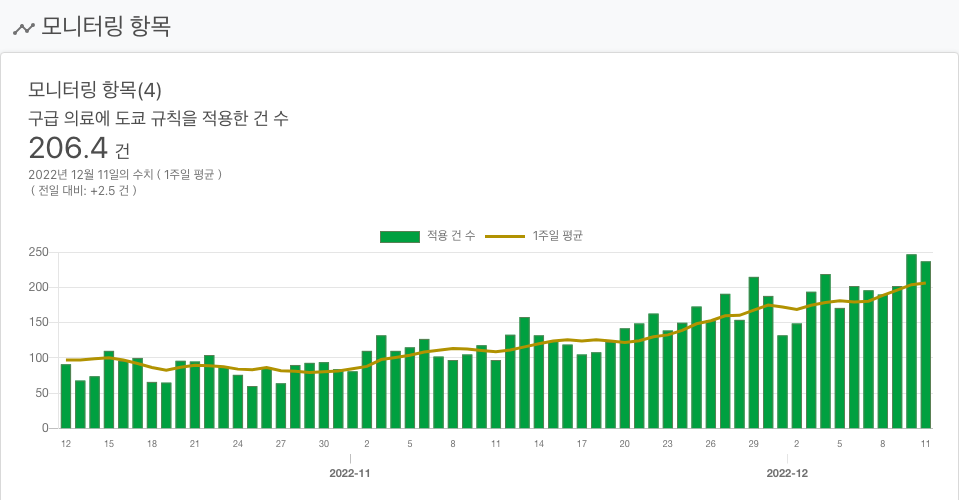 모니터링 항목
모니터링 항목(4)
구급 의료에 도쿄 규칙을 적용한 건 수
206.4 건
2022년 12월 11일의 수치 ( 1주일 평균 )
( 전일 대비: +2.5 건 )
적용 건 수 1주일 평균
250
200
150
100
50
0
12 15 18 21 24 27 30 2 5 8 11 14 17 20 23 26 29 2 5 8 11
2022-11 2022-12